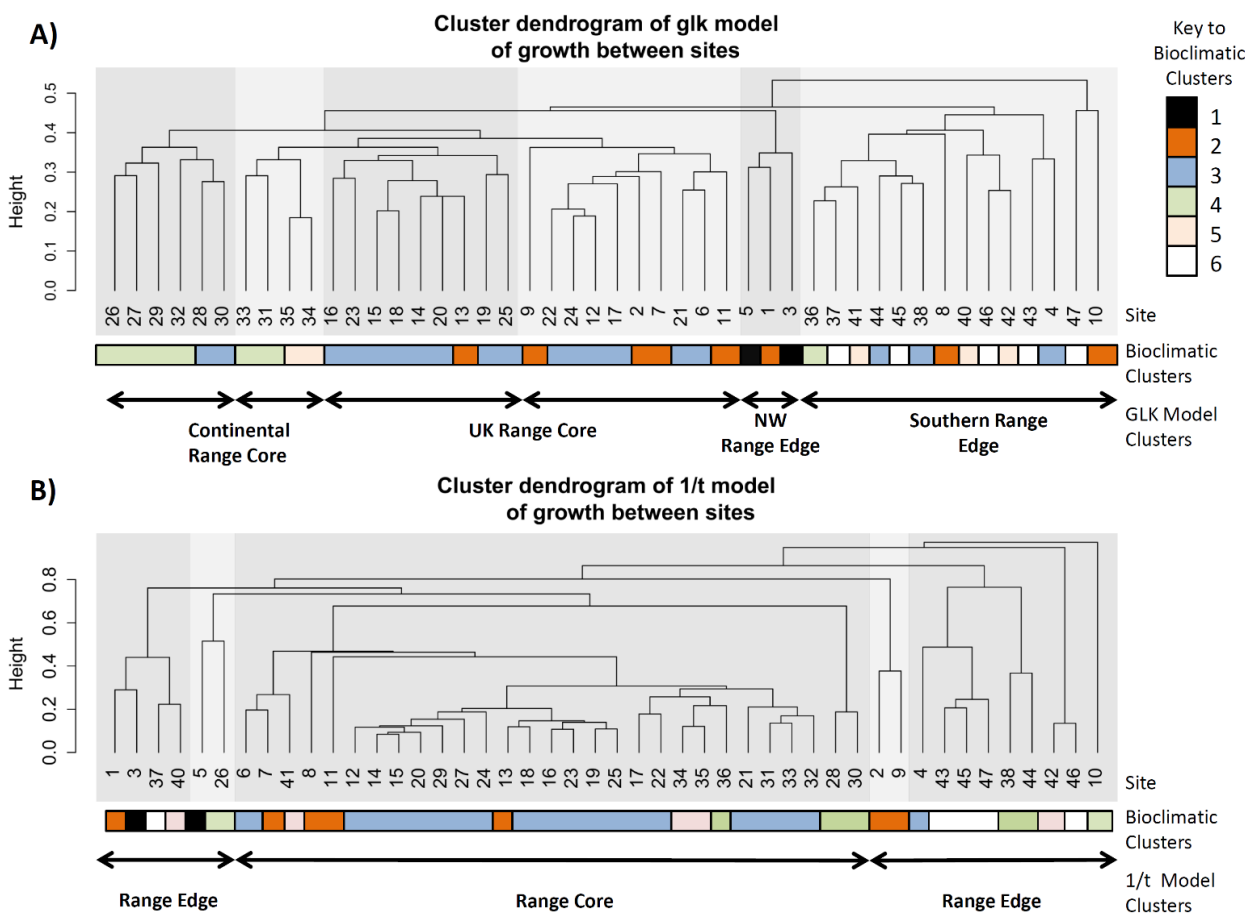 A)
Cluster dendrogram of glk model
of growth between sites
Key to
Bioclimatic
Clusters
1
2
3
4
5
6
Height
0.0 0.1 0.2 0.3 0.4 0.5
26 27 29 32 28 30 33 31 35 34 16 23 15 18 14 20 13 19 25 9 22 24 12 17 2 7 21 6 11 5 1 3 36 37 41 44 45 38 8 40 46 42 43 4 47 10
Site
Bioclimatic
Clusters
GLK Model
Clusters
Continental
Range Core
UK Range Core
NW
Range Edge
Southern Range
Edge
B)
Cluster dendrogram of 1/t model
of growth between sites
Height
0.0 0.2 0.4 0.6 0.8
1 3 37 40 5 26 6 7 41 8 11 12 14 15 20 29 27 24 13 18 16 23 19 25 17 22 34 35 36 21 31 33 32 28 30 2 9 4 43 45 47 38 44 42 46 10
Site
Bioclimatic
Clusters
1/t Model
Clusters
Range Edge
Range Core
Range Edge